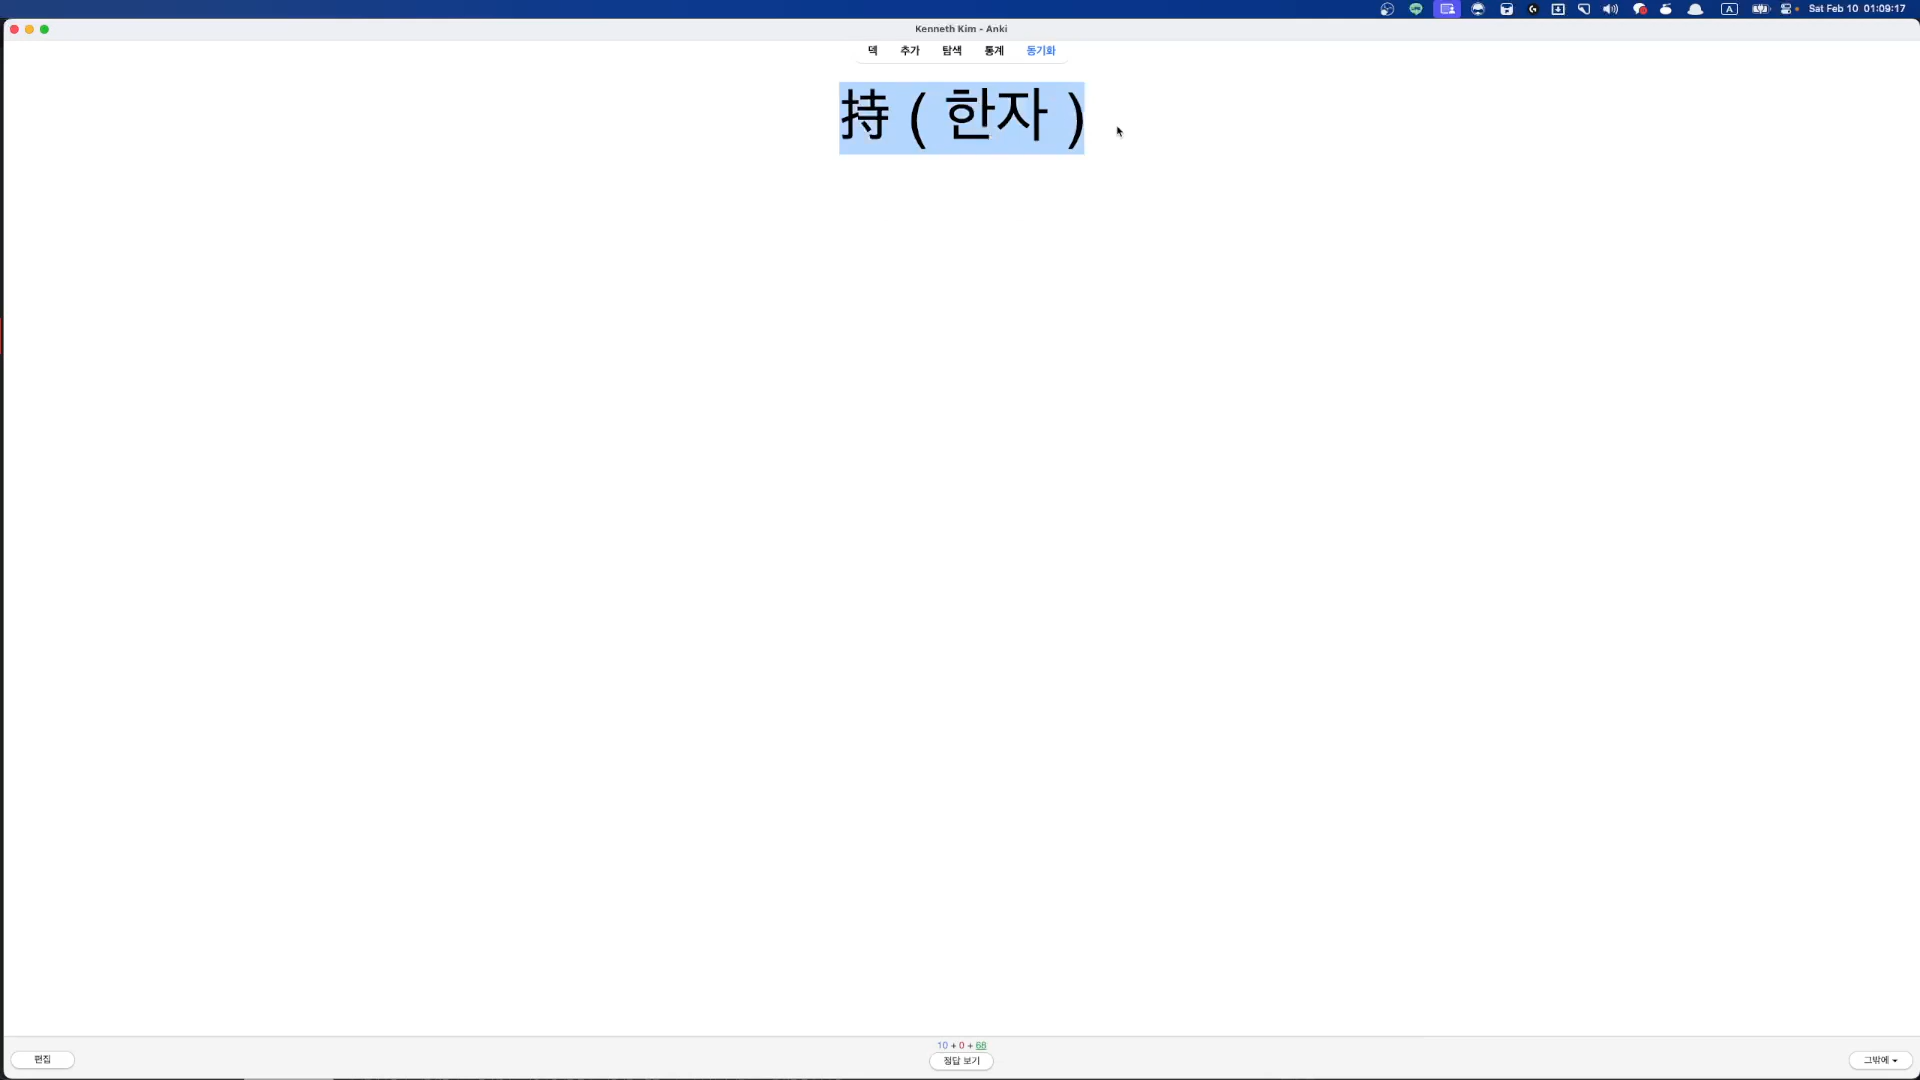 Sat Feb 10 01:09:17
Kenneth Kim - Anki
덱 추가 탐색 통계 동기화
持 ( 한자 )
10 + 0 + 68
편집 정답 보기 그밖에